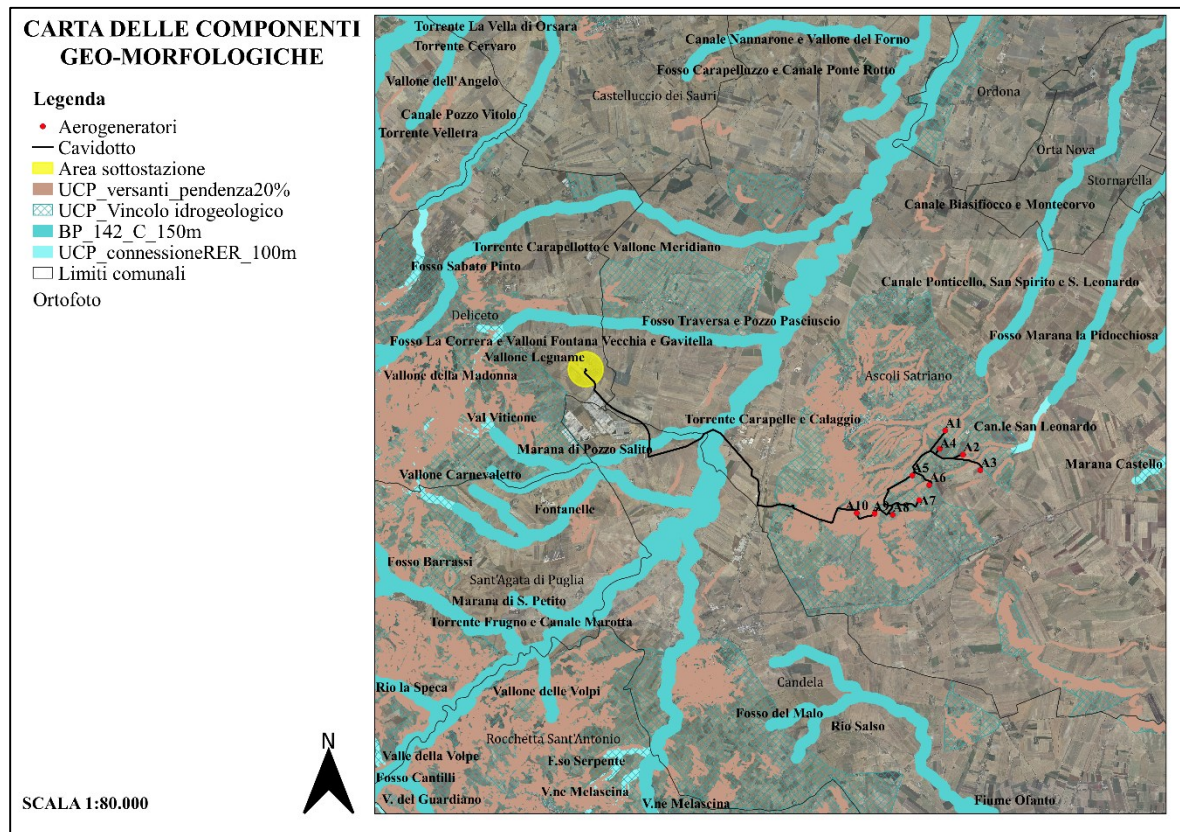 CARTA DELLE COMPONENTI
GEO-MORFOLOGICHE
Legenda
Aerogeneratori
Cavidotto
Area sottostazione
UCP_versanti_pendenza20%
UCP_Vincolo idrogeologico
BP_142_C_150m
UCP_connessioneRER_100m
Limiti comunali
Ortofoto
SCALA 1:80.000
N
Torrente La Vella di Orsara
Torrente Cervaro
Vallone dell'Angelo
Canale Pozzo Vitolo
Torrente Velletra
Canale Nannarone e Vallone del Forno
Fosso Carapelluzzo e Canale Ponte Rotto
Castelluccio dei Sauri
Ordona
Orta Nova
Stornarella
Canale Biasifiocco e Montecorvo
Torrente Carapellotto e Vallone Meridiano
Fosso Sabato Pinto
Canale Ponticello, San Spirito e S. Leonardo
Deliceto
Fosso Traversa e Pozzo Pasciuscio
Fosso Marana la Pidocchiosa
Fosso La Correra e Valloni Fontana Vecchia e Gavitella
Vallone Legname
Vallone della Madonna
Ascoli Satriano
Val Viticone
Torrente Carapelle e Calaggio
A1
Can.le San Leonardo
Marana di Pozzo Salito
A4
A2
A3
Marana Castello
Vallone Carnevaletto
A5
A6
A7
Fontanelle
A10
A9
A8
Fosso Barrassi
Sant'Agata di Puglia
Marana di S. Petito
Torrente Frugno e Canale Marotta
Rio la Speca
Vallone delle Volpi
Candela
Fosso del Malo
Rio Salso
Rocchetta Sant'Antonio
Valle della Volpe
F.so Serpente
Fosso Cantilli
V. del Guardiano
V.ne Melascina
V.ne Melascina
Fiume Ofanto